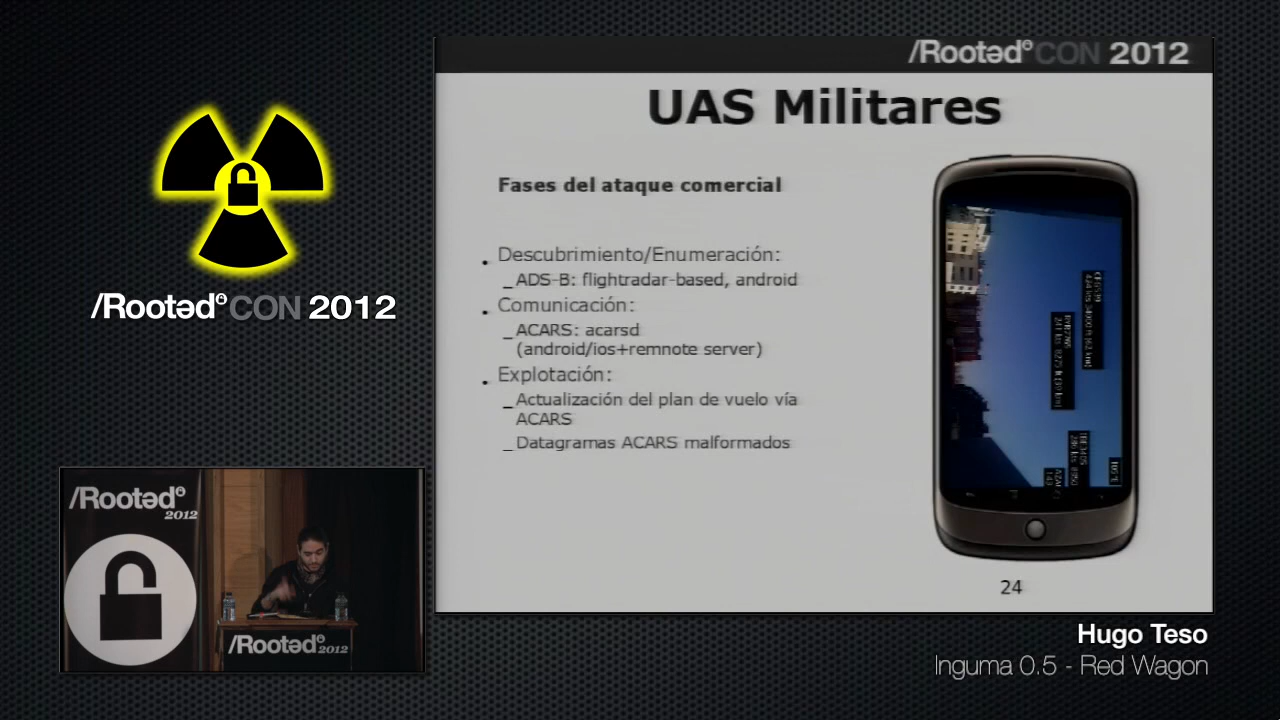 /Rootəd CON 2012
UAS Militares
Fases del ataque comercial
Descubrimiento/Enumeración:
_ADS-B: flightradar-based, android
Comunicación:
_ACARS: acarsd
(android/ios+remnote server)
Explotación:
_Actualización del plan de vuelo vía
ACARS
_Datagramas ACARS malformados
24
/Rootəd CON 2012
/Rootəd
2012
/Rootəd 2012
Hugo Teso
Inguma 0.5 - Red Wagon